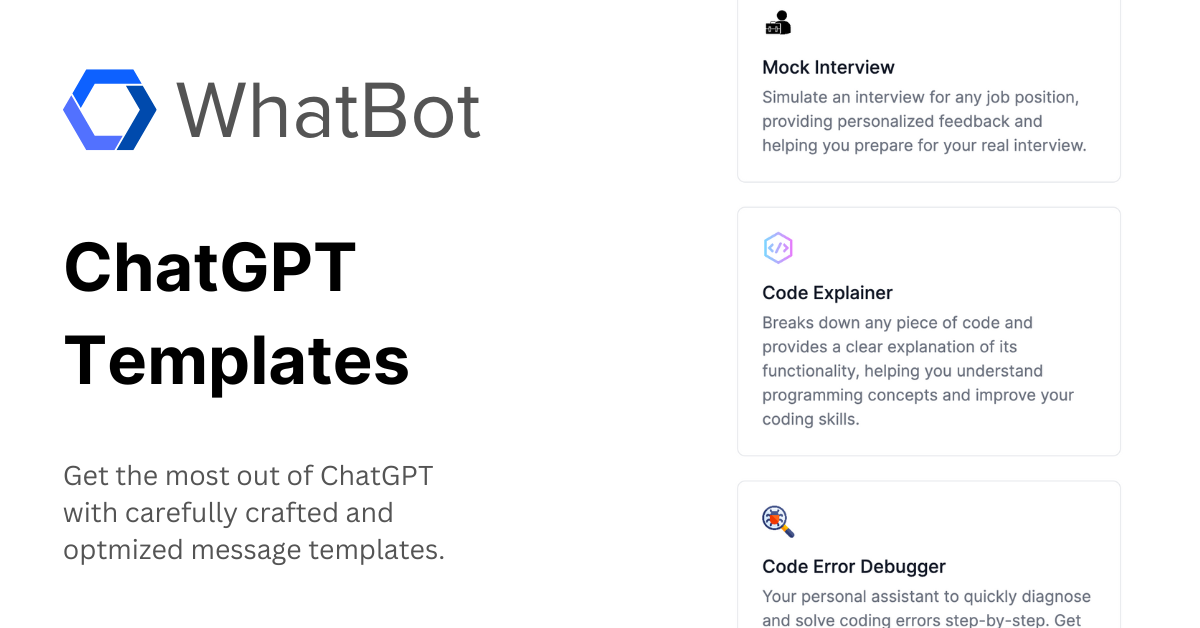 WhatBot
ChatGPT
Templates
Get the most out of ChatGPT
with carefully crafted and
optmized message templates.
Mock Interview
Simulate an interview for any job position,
providing personalized feedback and
helping you prepare for your real interview.
Code Explainer
Breaks down any piece of code and
provides a clear explanation of its
functionality, helping you understand
programming concepts and improve your
coding skills.
Code Error Debugger
Your personal assistant to quickly diagnose
and solve coding errors step-by-step. Get